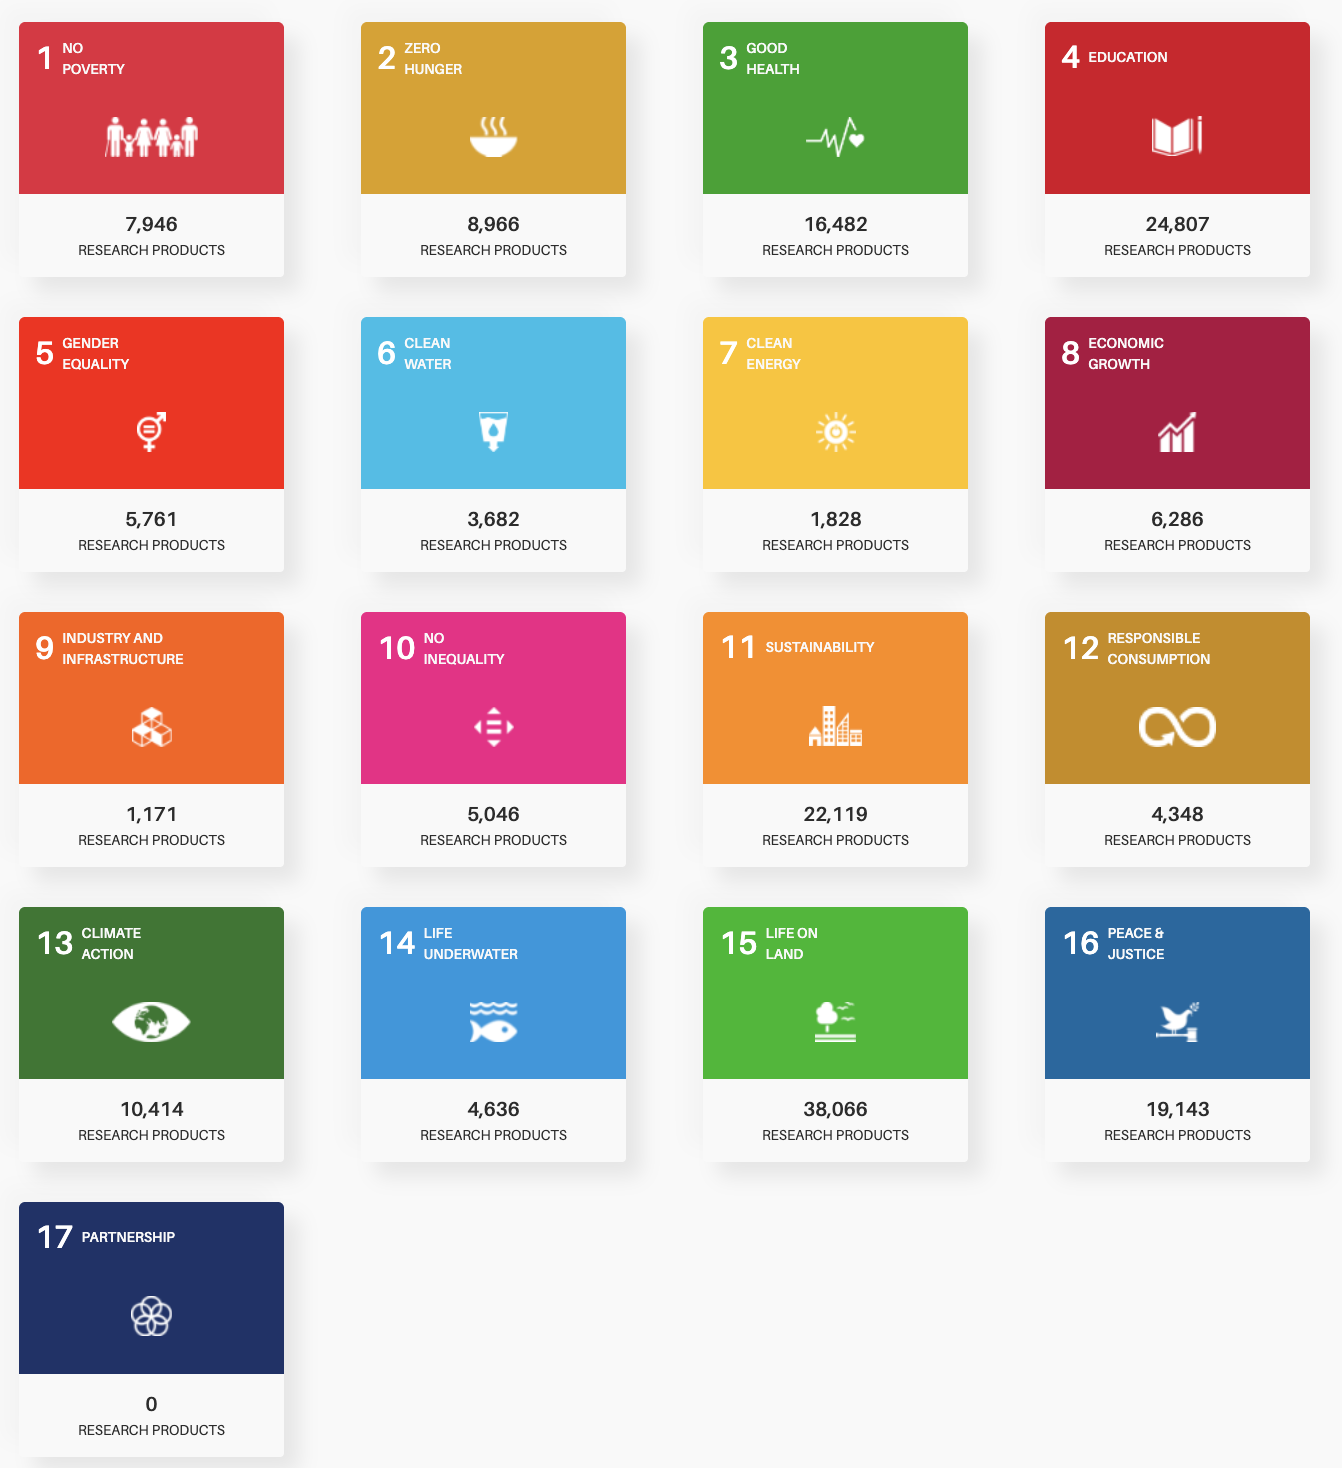 1 NO
POVERTY
7,946
RESEARCH PRODUCTS
2 ZERO
HUNGER
8,966
RESEARCH PRODUCTS
3 GOOD
HEALTH
16,482
RESEARCH PRODUCTS
4 EDUCATION
24,807
RESEARCH PRODUCTS
5 GENDER
EQUALITY
5,761
RESEARCH PRODUCTS
6 CLEAN
WATER
3,682
RESEARCH PRODUCTS
7 CLEAN
ENERGY
1,828
RESEARCH PRODUCTS
8 ECONOMIC
GROWTH
6,286
RESEARCH PRODUCTS
9 INDUSTRY AND
INFRASTRUCTURE
1,171
RESEARCH PRODUCTS
10 NO
INEQUALITY
5,046
RESEARCH PRODUCTS
11 SUSTAINABILITY
22,119
RESEARCH PRODUCTS
12 RESPONSIBLE
CONSUMPTION
4,348
RESEARCH PRODUCTS
13 CLIMATE
ACTION
10,414
RESEARCH PRODUCTS
14 LIFE
UNDERWATER
4,636
RESEARCH PRODUCTS
15 LIFE ON
LAND
38,066
RESEARCH PRODUCTS
16 PEACE &
JUSTICE
19,143
RESEARCH PRODUCTS
17 PARTNERSHIP
0
RESEARCH PRODUCTS